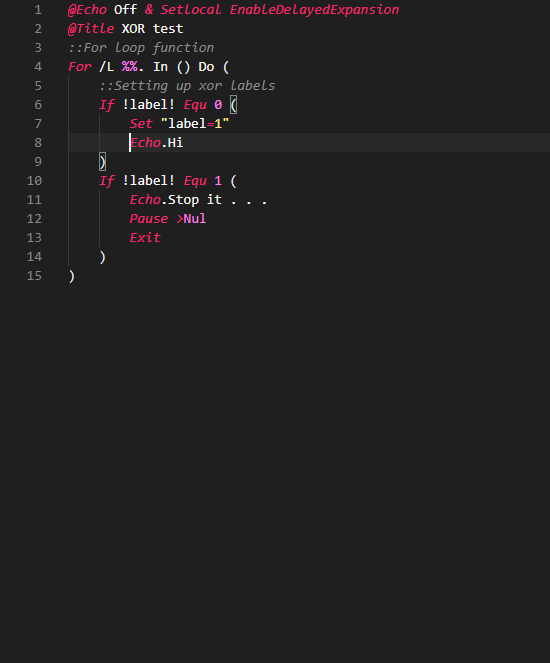 1 @Echo Off & SetLocal EnableDelayedExpansion
2 @Title XOR test
3 ::For loop function
4 For /L %%. In () Do (
5     ::Setting up xor labels
6     If !label! Equ 0 (
7         Set "label=1"
8         Echo.Hi
9     )
10     If !label! Equ 1 (
11         Echo.Stop it . . .
12         Pause >Nul
13         Exit
14     )
15 )